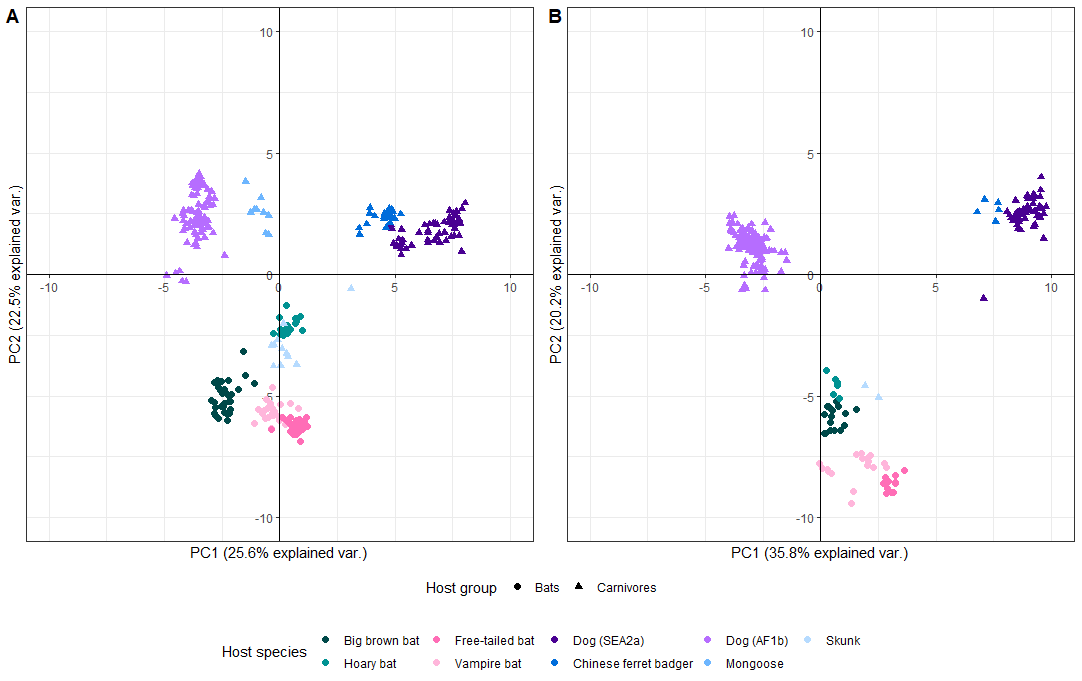 A
B
10
5
0
-5
-10
-10
-5
0
5
10
PC2 (22.5% explained var.)
PC1 (25.6% explained var.)
10
5
0
-5
-10
-10
-5
0
5
10
PC2 (20.2% explained var.)
PC1 (35.8% explained var.)
Host group Bats Carnivores
Host species
Big brown bat Free-tailed bat Dog (SEA2a) Dog (AF1b) Skunk
Hoary bat Vampire bat Chinese ferret badger Mongoose